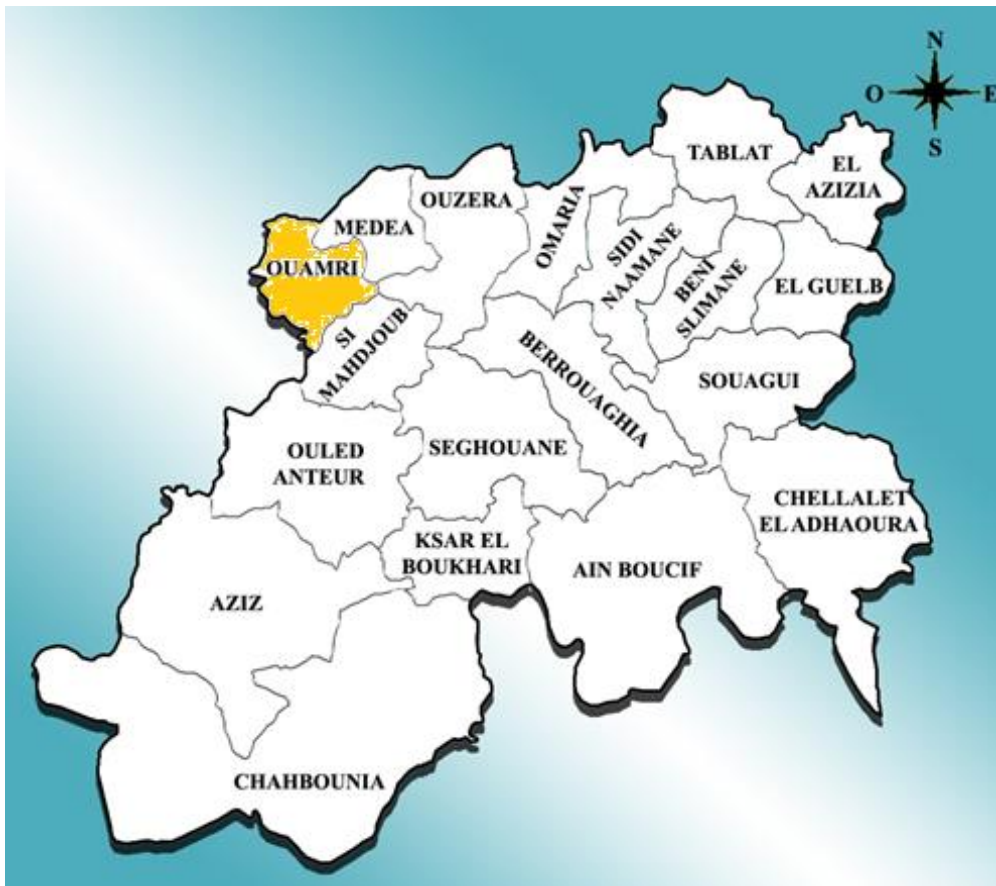 N
O
E
S
TABLAT
EL
AZIZIA
OUZERA
MEDEA
OMARIA
SIDI
NAAMANE
OUAMRI
BENI
SLIMANE
EL GUELB
SI
MAHDJOUB
BERROUAGHIA
SOUAGUI
OULED
ANTEUR
SEGHOUANE
CHELLALET
EL ADHAOURA
KSAR EL
BOUKHARI
AIN BOUCIF
AZIZ
CHAHBOUNIA